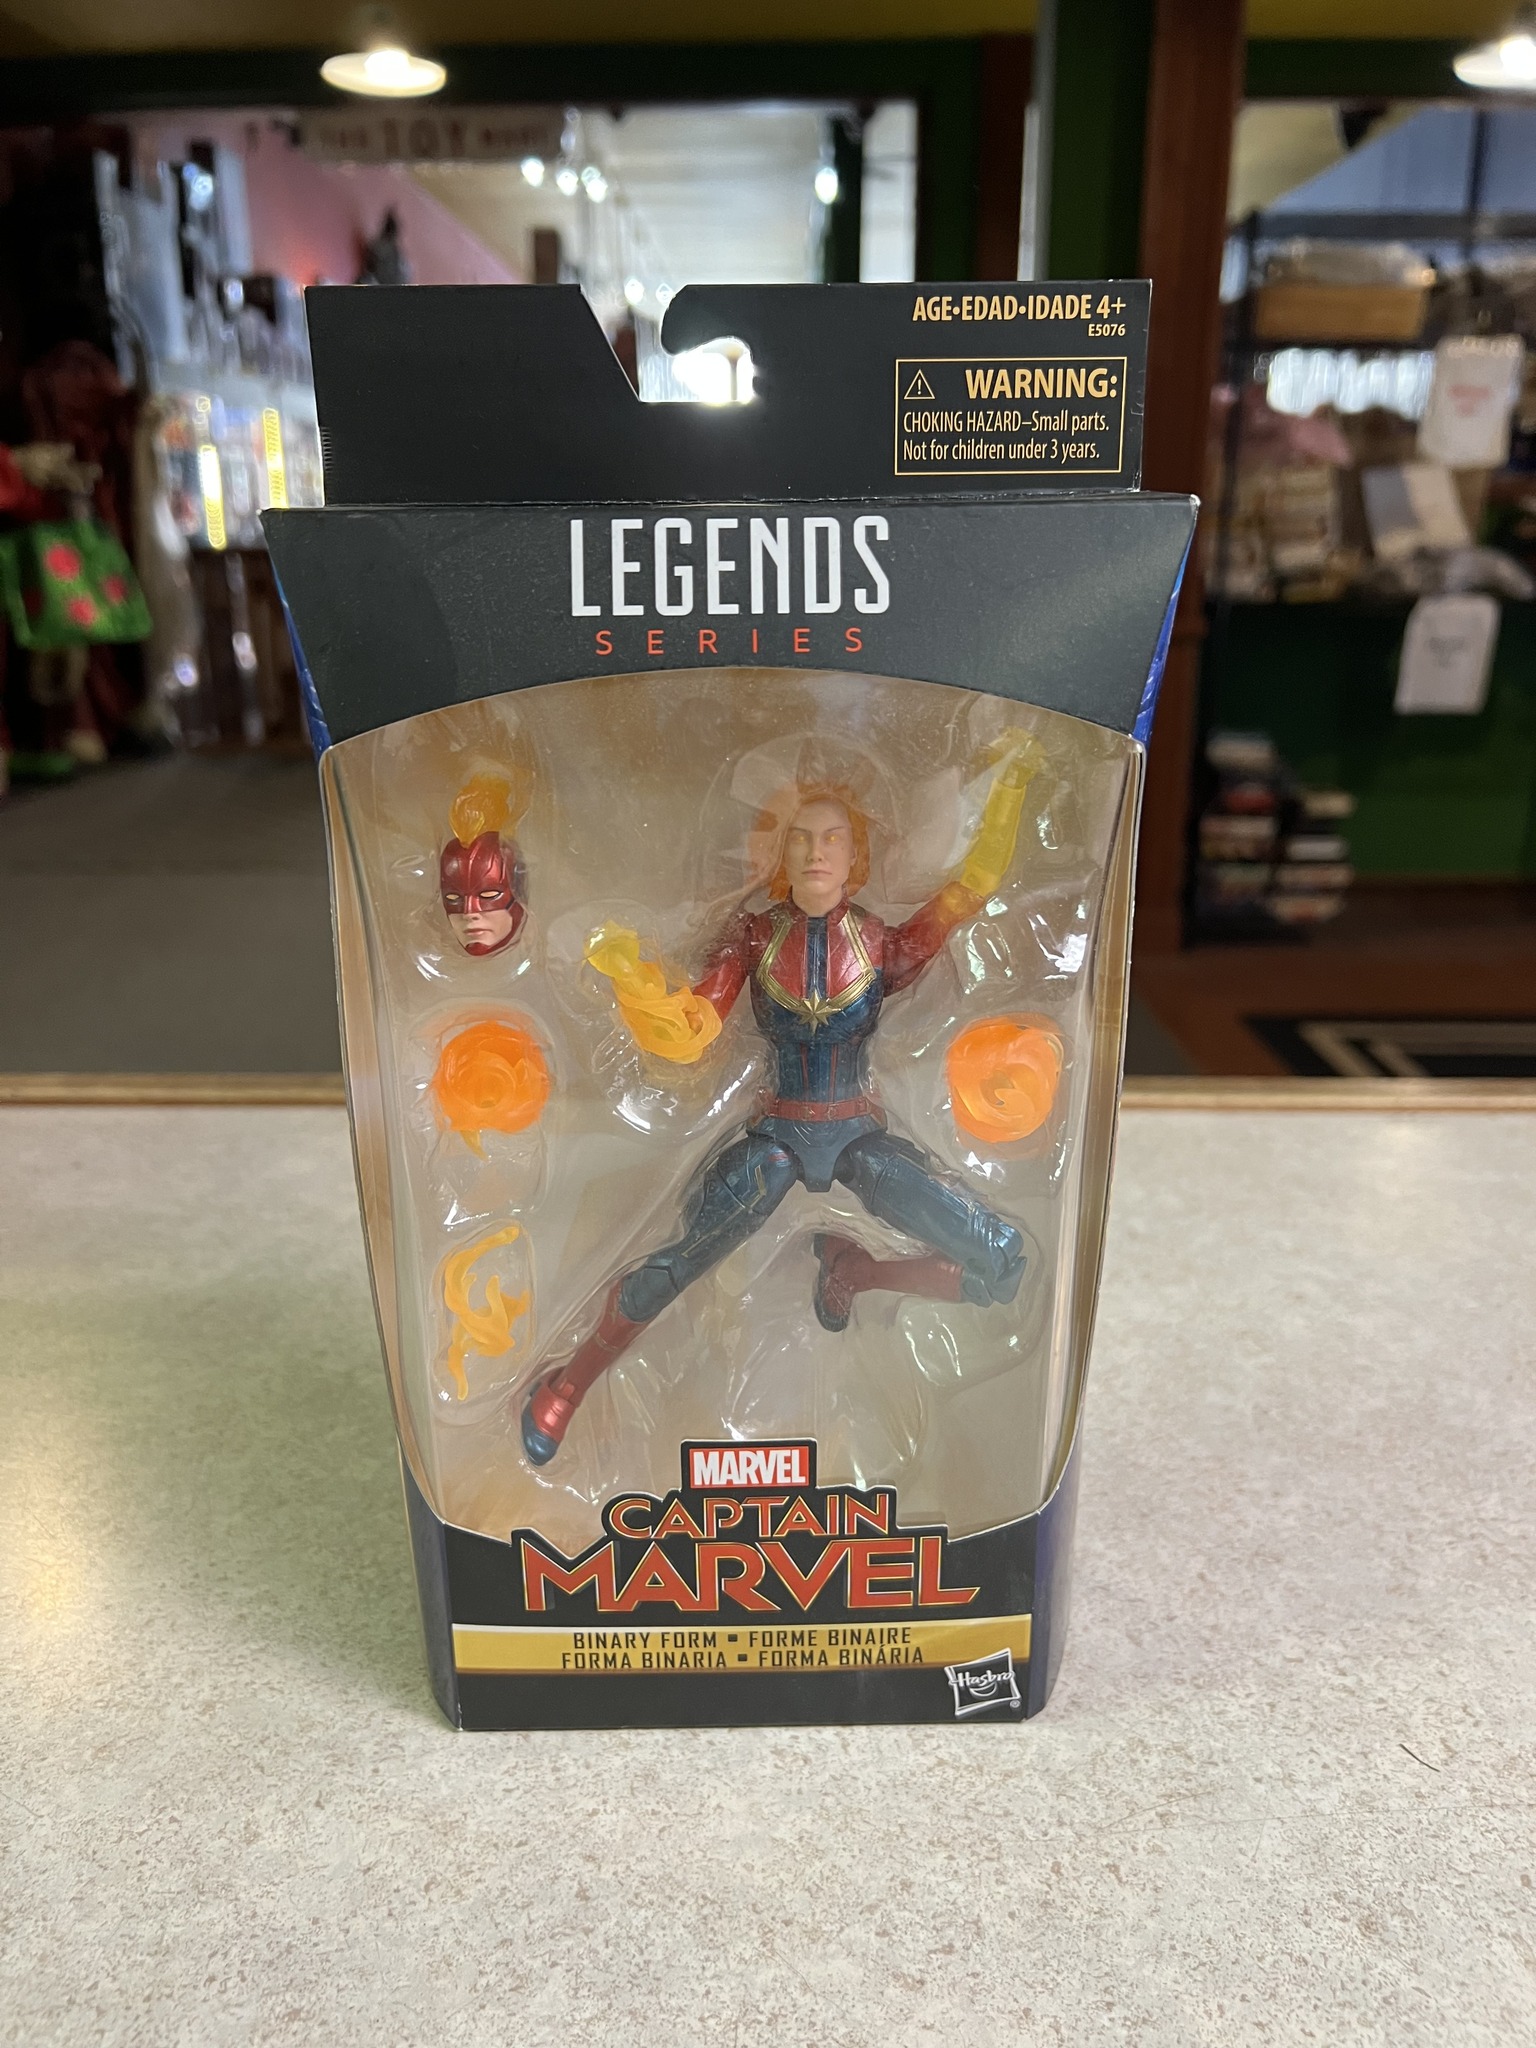 TOY
AGE•EDAD•IDADE 4+
E5076
WARNING:
CHOKING HAZARD–Small parts.
Not for children under 3 years.
LEGENDS
SERIES
MARVEL
CAPTAIN
MARVEL
BINARY FORM ▪ FORME BINAIRE
FORMA BINARIA ▪ FORMA BINÁRIA
Hasbro
®